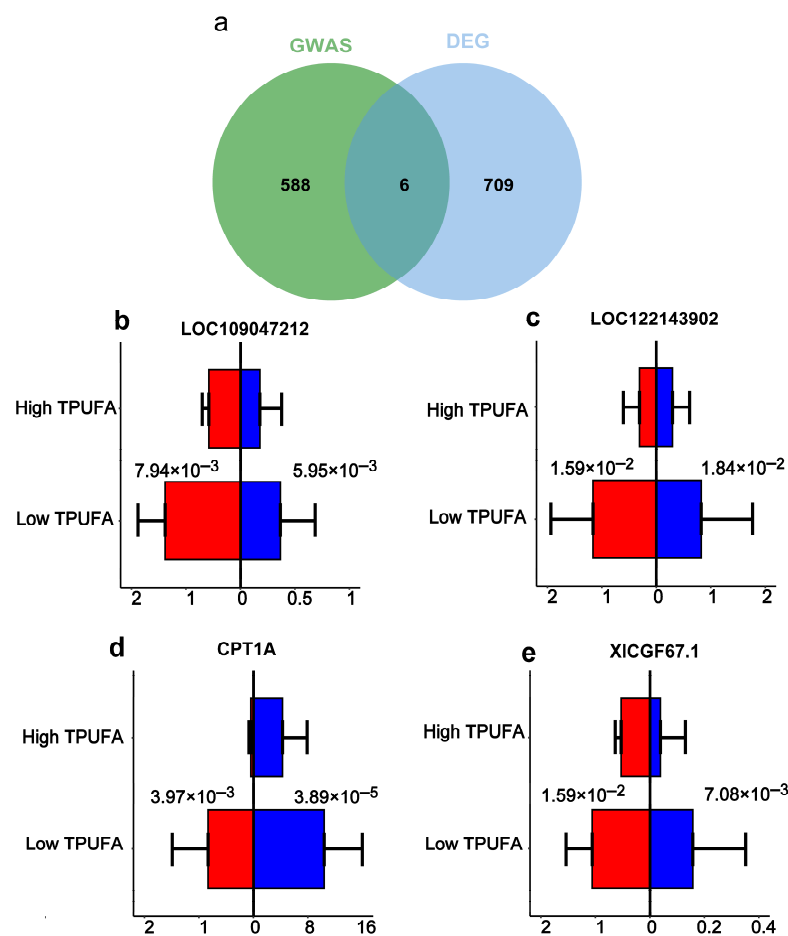 a
GWAS DEG
588 6 709
b
LOC109047212
High TPUFA
7.94×10–3 5.95×10–3
Low TPUFA
2 1 0 0.5 1
c
LOC122143902
High TPUFA
1.59×10–2 1.84×10–2
Low TPUFA
2 1 0 1 2
d
CPT1A
High TPUFA
3.97×10–3 3.89×10–5
Low TPUFA
2 1 0 8 16
e
XICGF67.1
High TPUFA
1.59×10–2 7.08×10–3
Low TPUFA
2 1 0 0.2 0.4